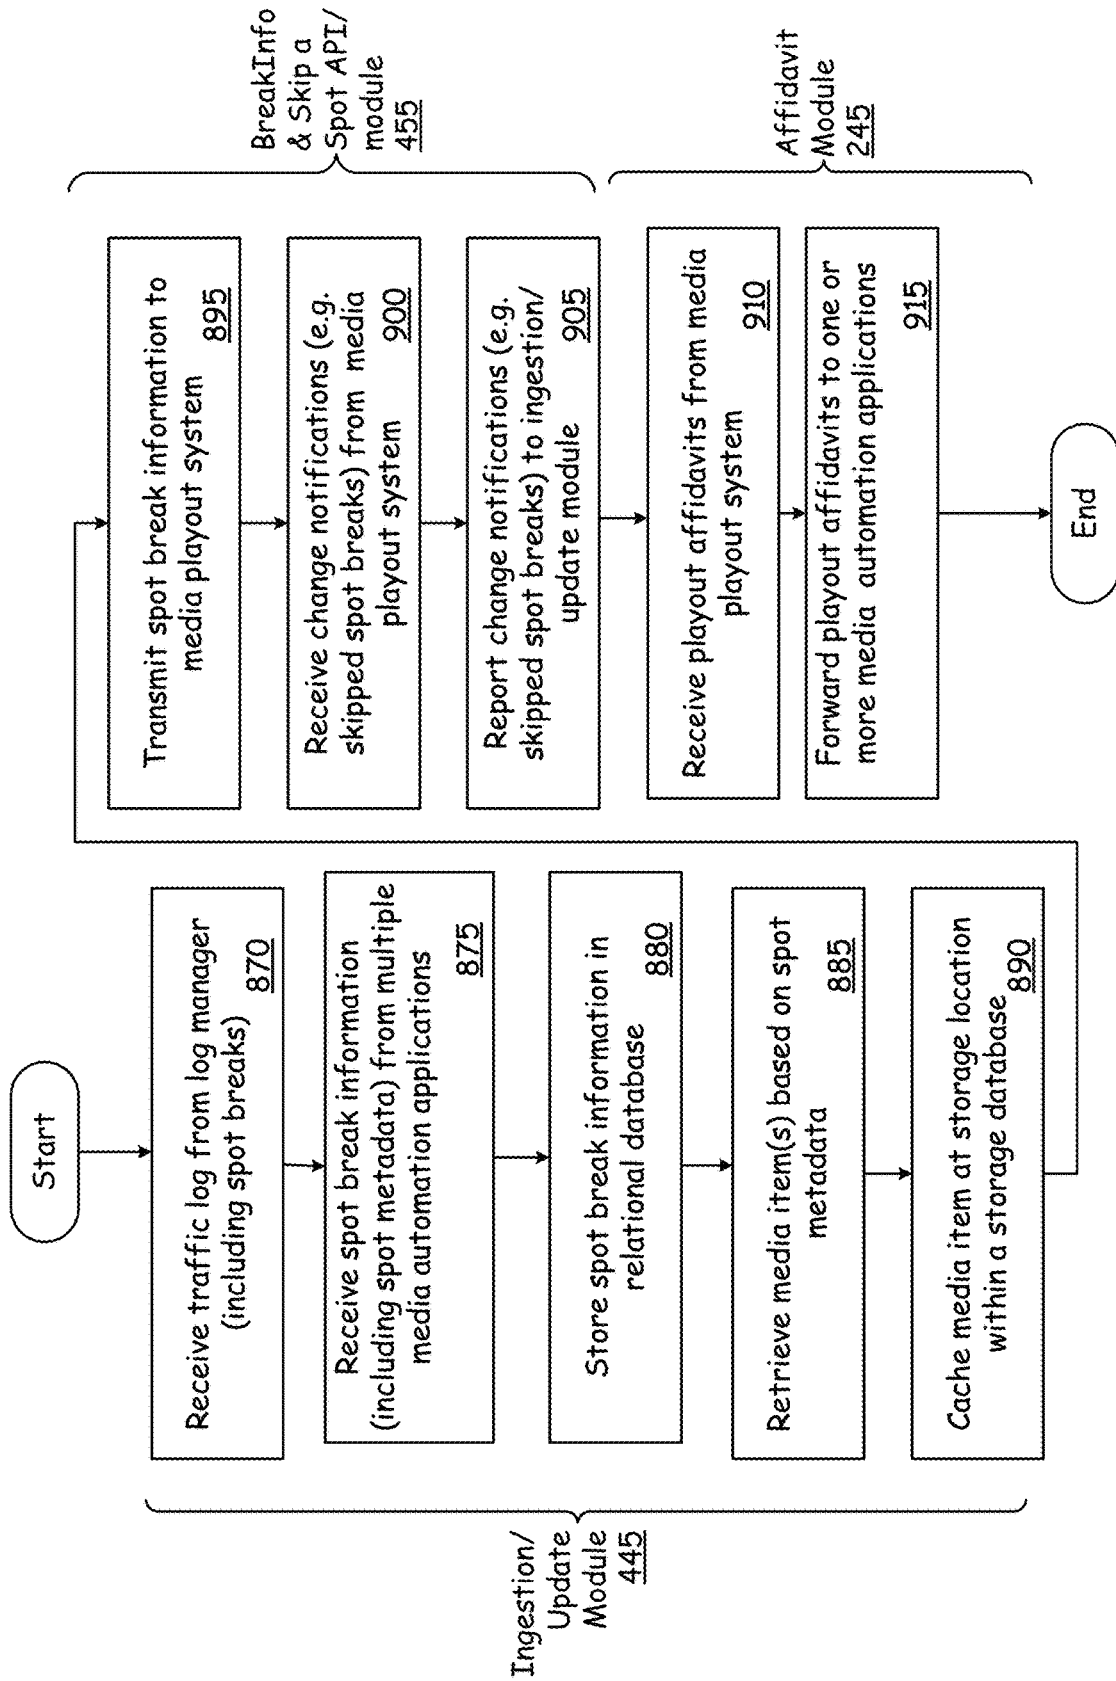 Start
Receive traffic log from log manager
(including spot breaks)
870
Receive spot break information
(including spot metadata) from multiple
media automation applications
875
Store spot break information in
relational database
880
Retrieve media item(s) based on spot
metadata
885
Cache media item at storage location
within a storage database
890
Ingestion/
Update
Module
445
Transmit spot break information to
media playout system
895
Receive change notifications (e.g.
skipped spot breaks) from media
playout system
900
Report change notifications (e.g.
skipped spot breaks) to ingestion/
update module
905
BreakInfo
& Skip a
Spot API/
module
455
Receive playout affidavits from media
playout system
910
Forward playout affidavits to one or
more media automation applications
915
Affidavit
Module
245
End